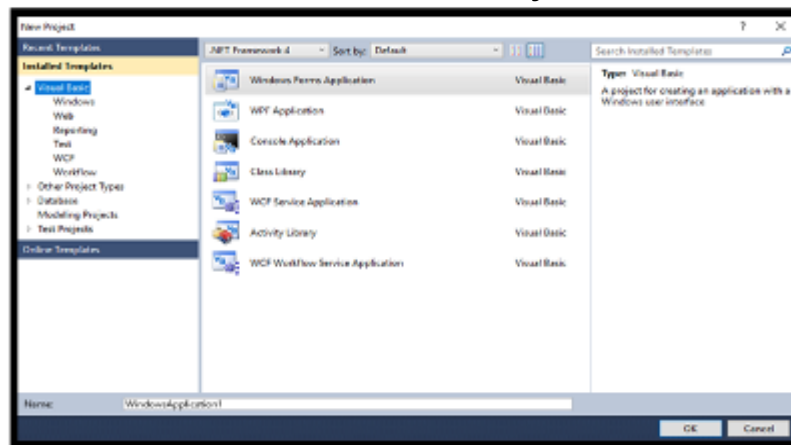 New Project
? ×
Recent Templates
.NET Framework 4 Sort by: Default
Search Installed Templates
Installed Templates
Visual Basic
Windows
Web
Reporting
Test
WCF
Workflow
Other Project Types
Database
Modeling Projects
Test Projects
Online Templates
Windows Forms Application Visual Basic
WPF Application Visual Basic
Console Application Visual Basic
Class Library Visual Basic
WCF Service Application Visual Basic
Activity Library Visual Basic
WCF Workflow Service Application Visual Basic
Type: Visual Basic
A project for creating an application with a
Windows user interface
Name: WindowsApplication1
OK Cancel